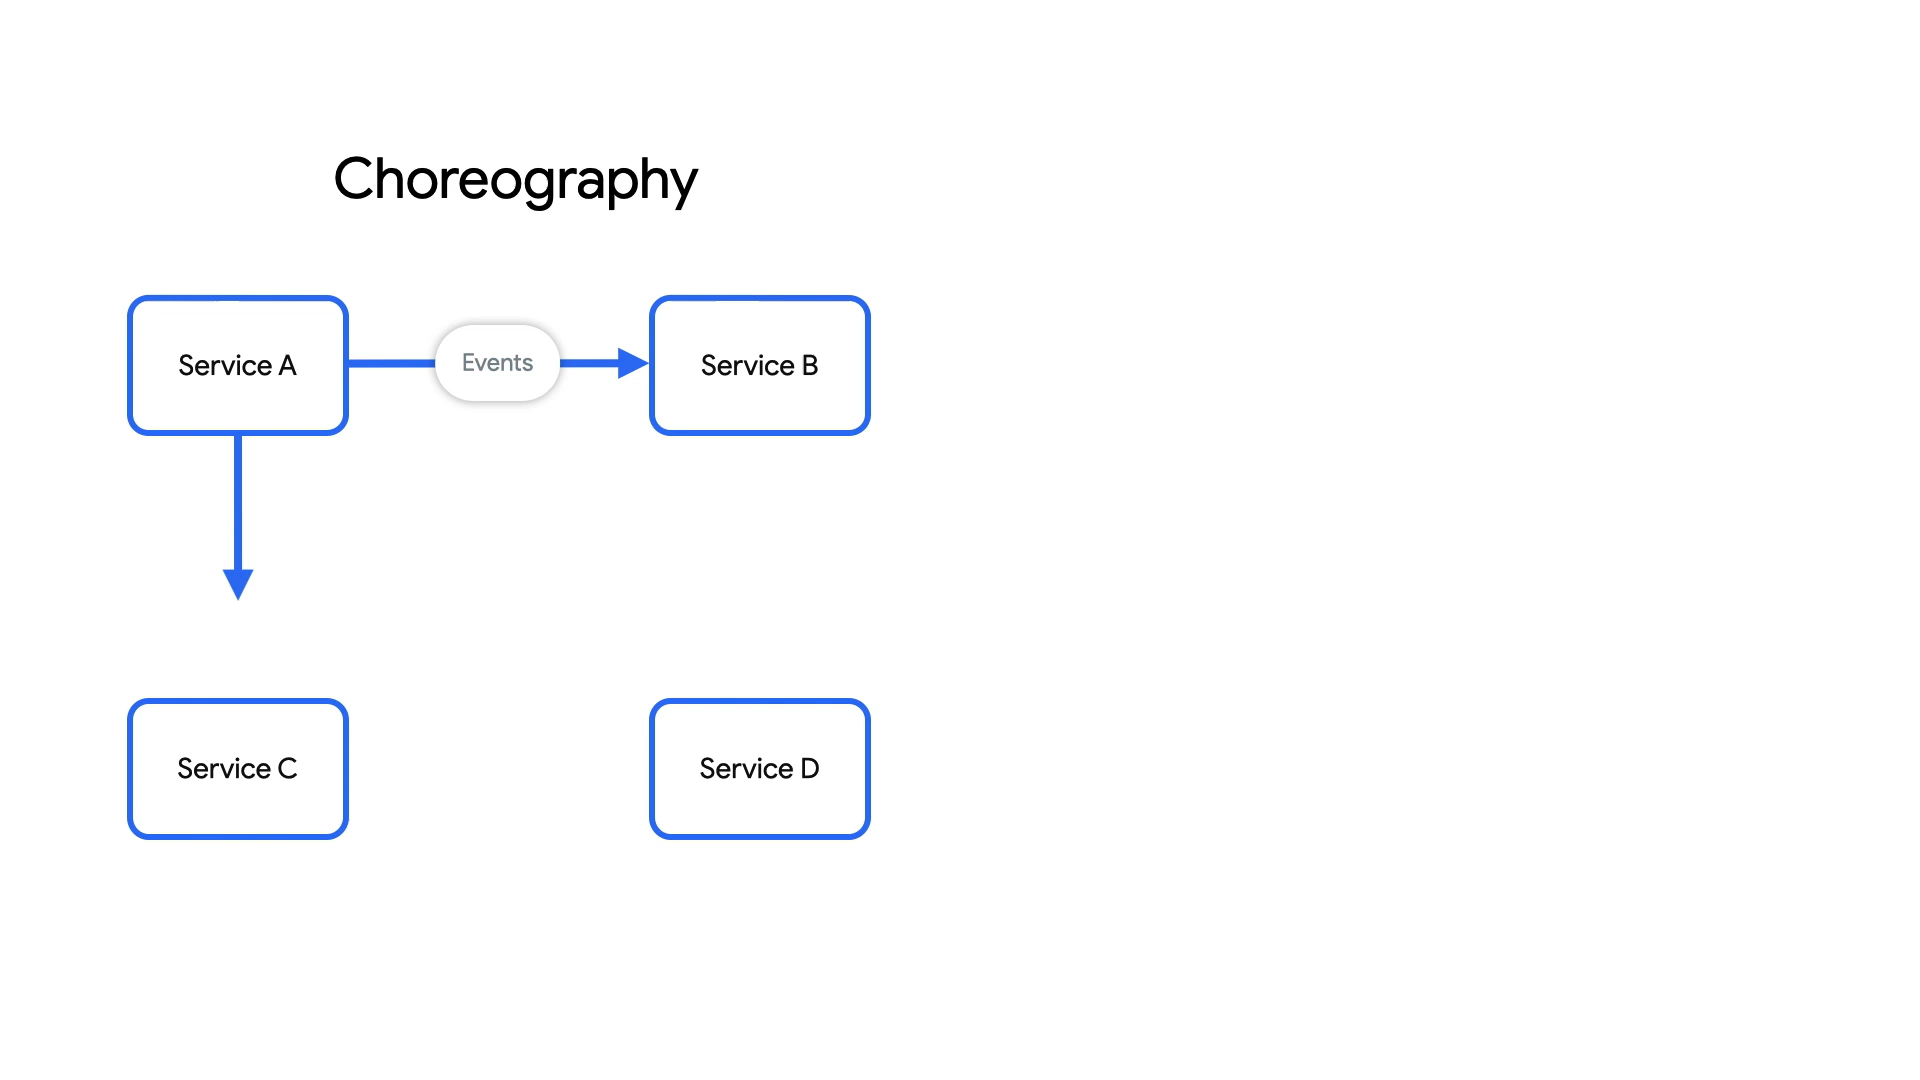 Choreography
Service A
Events
Service B
Service C
Service D